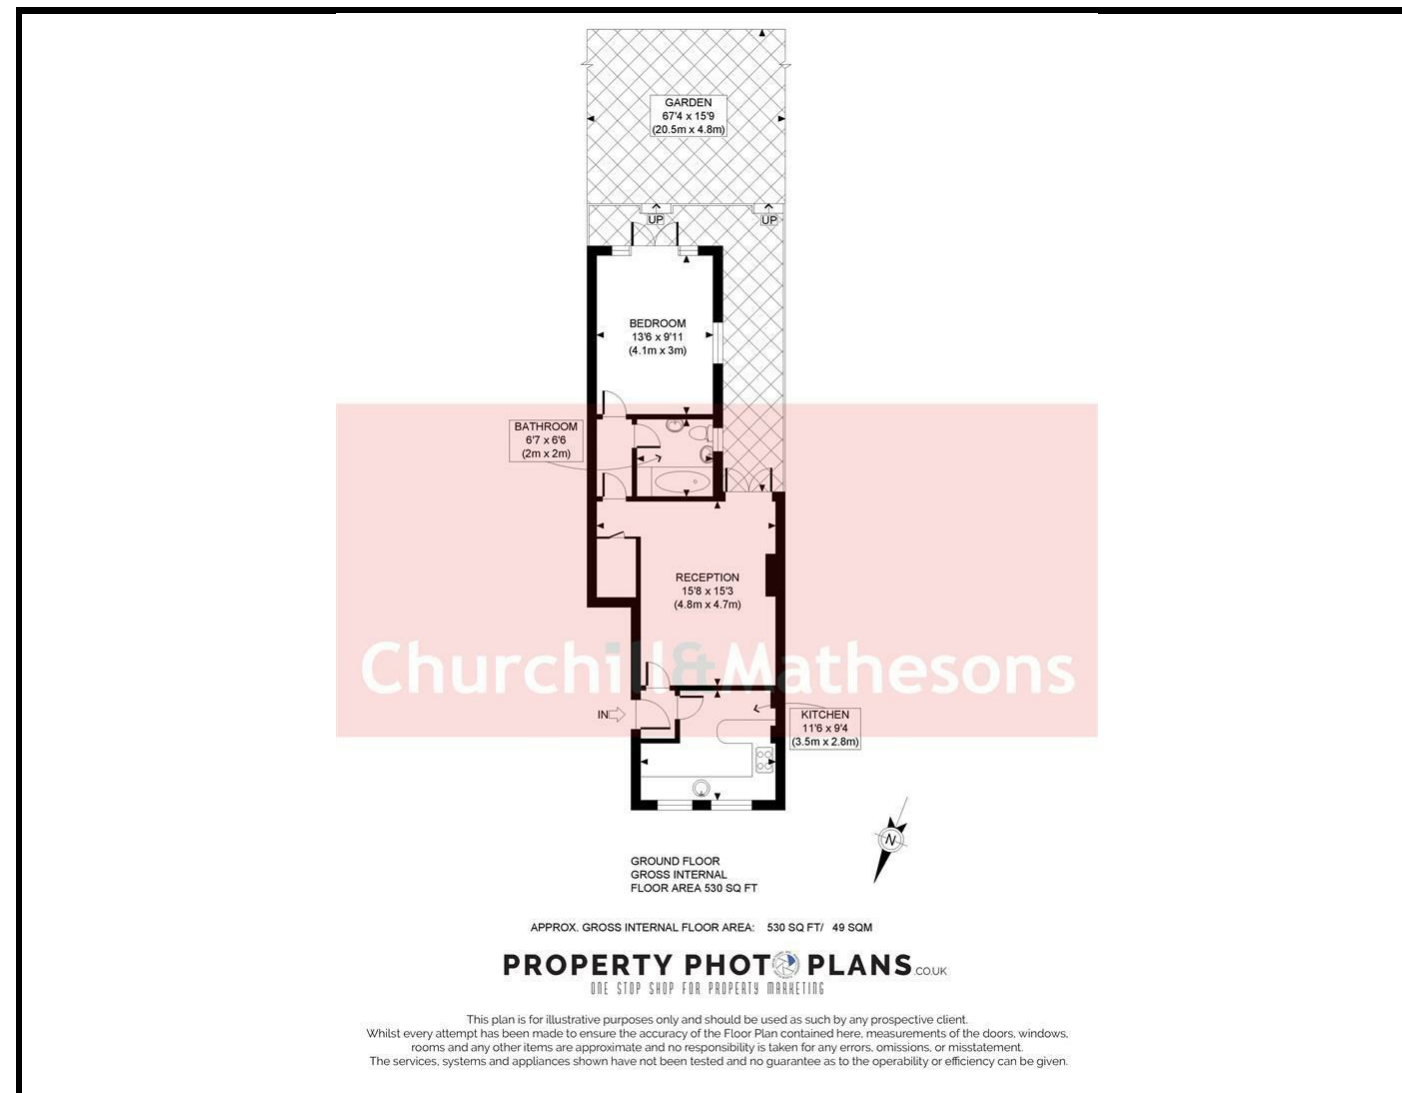 GARDEN
67'4 x 15'9
(20.5m x 4.8m)
UP
UP
BEDROOM
13'6 x 9'11
(4.1m x 3m)
BATHROOM
6'7 x 6'6
(2m x 2m)
RECEPTION
15'8 x 15'3
(4.8m x 4.7m)
Churchill & Mathesons
IN
KITCHEN
11'6 x 9'4
(3.5m x 2.8m)
N
GROUND FLOOR
GROSS INTERNAL
FLOOR AREA 530 SQ FT
APPROX. GROSS INTERNAL FLOOR AREA: 530 SQ FT/ 49 SQM
PROPERTY PHOTO PLANS.CO.UK
ONE STOP SHOP FOR PROPERTY MARKETING
This plan is for illustrative purposes only and should be used as such by any prospective client.
Whilst every attempt has been made to ensure the accuracy of the Floor Plan contained here, measurements of the doors, windows,
rooms and any other items are approximate and no responsibility is taken for any errors, omissions, or misstatement.
The services, systems and appliances shown have not been tested and no guarantee as to the operability or efficiency can be given.